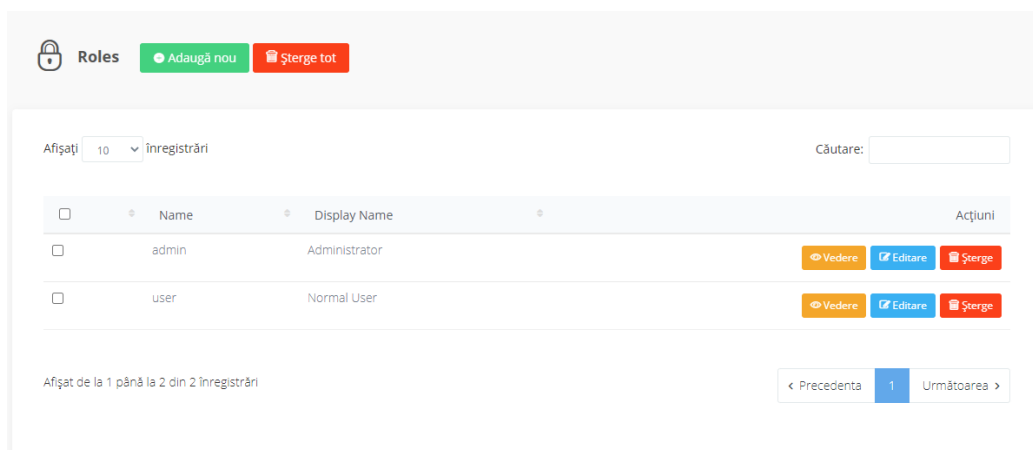 Roles Adaugă nou Şterge tot
Afişaţi 10 înregistrări Căutare:
Name Display Name Acţiuni
admin Administrator Vedere Editare Şterge
user Normal User Vedere Editare Şterge
Afişat de la 1 până la 2 din 2 înregistrări ‹ Precedenta 1 Următoarea ›